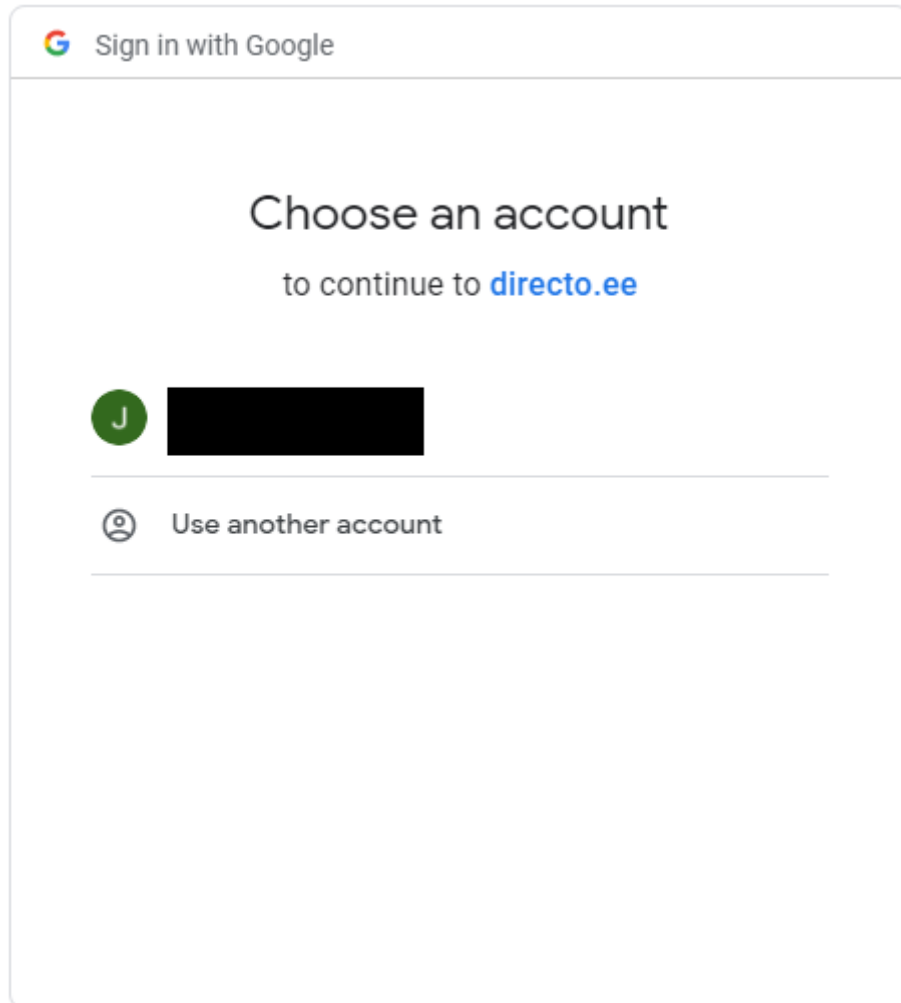 Sign in with Google
Choose an account
to continue to directo.ee
J
Use another account